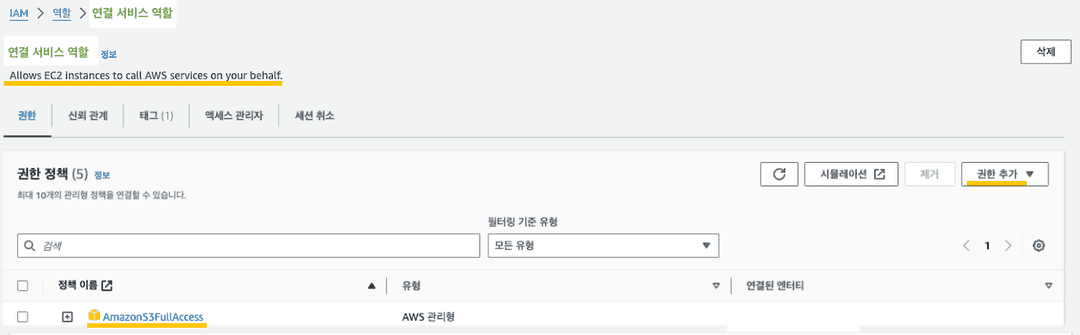 IAM > 역할 > 연결 서비스 역할
연결 서비스 역할 정보
삭제
Allows EC2 instances to call AWS services on your behalf.
권한 신뢰 관계 태그 (1) 액세스 관리자 세션 취소
권한 정책 (5) 정보
시뮬레이션 제거 권한 추가
최대 10개의 관리형 정책을 연결할 수 있습니다.
필터링 기준 유형
검색 모든 유형 1
정책 이름 유형 연결된 엔터티
AmazonS3FullAccess AWS 관리형